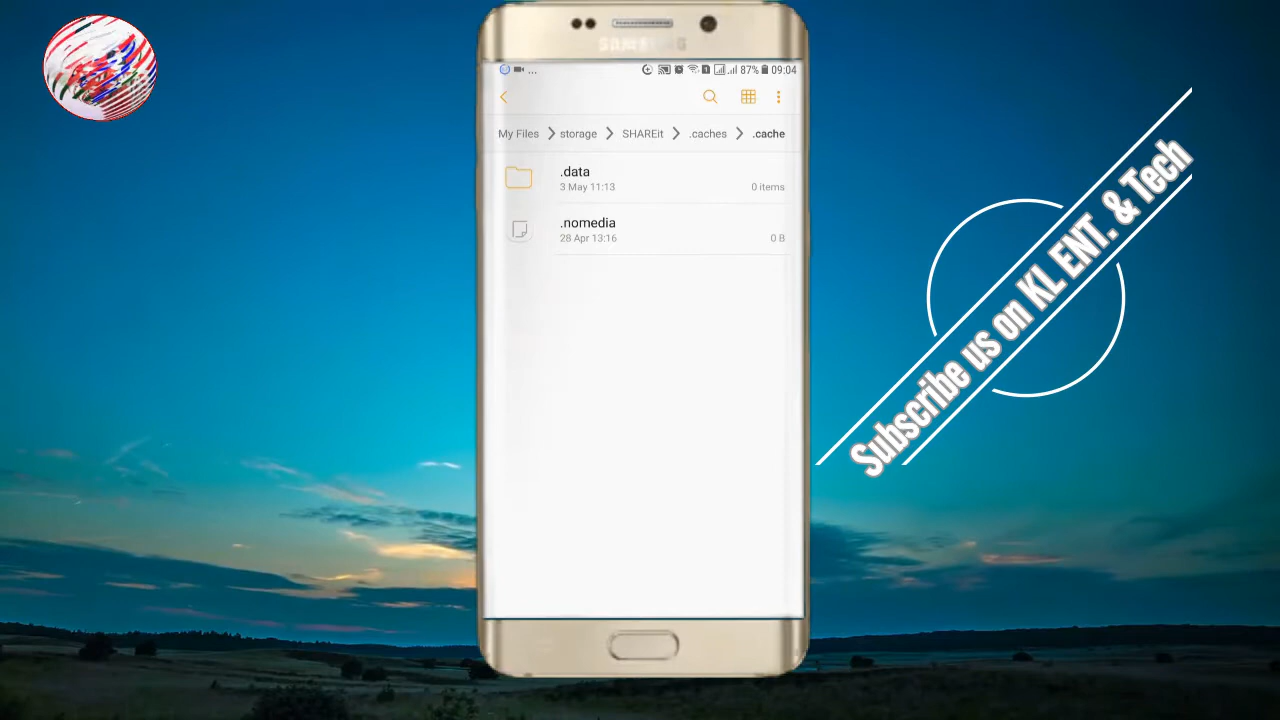 SAMSUNG
... 87% 09:04
My Files storage SHAREit .caches .cache
.data
3 May 11:13 0 items
.nomedia
28 Apr 13:16 0 B
Subscribe us on KL ENT. & Tech